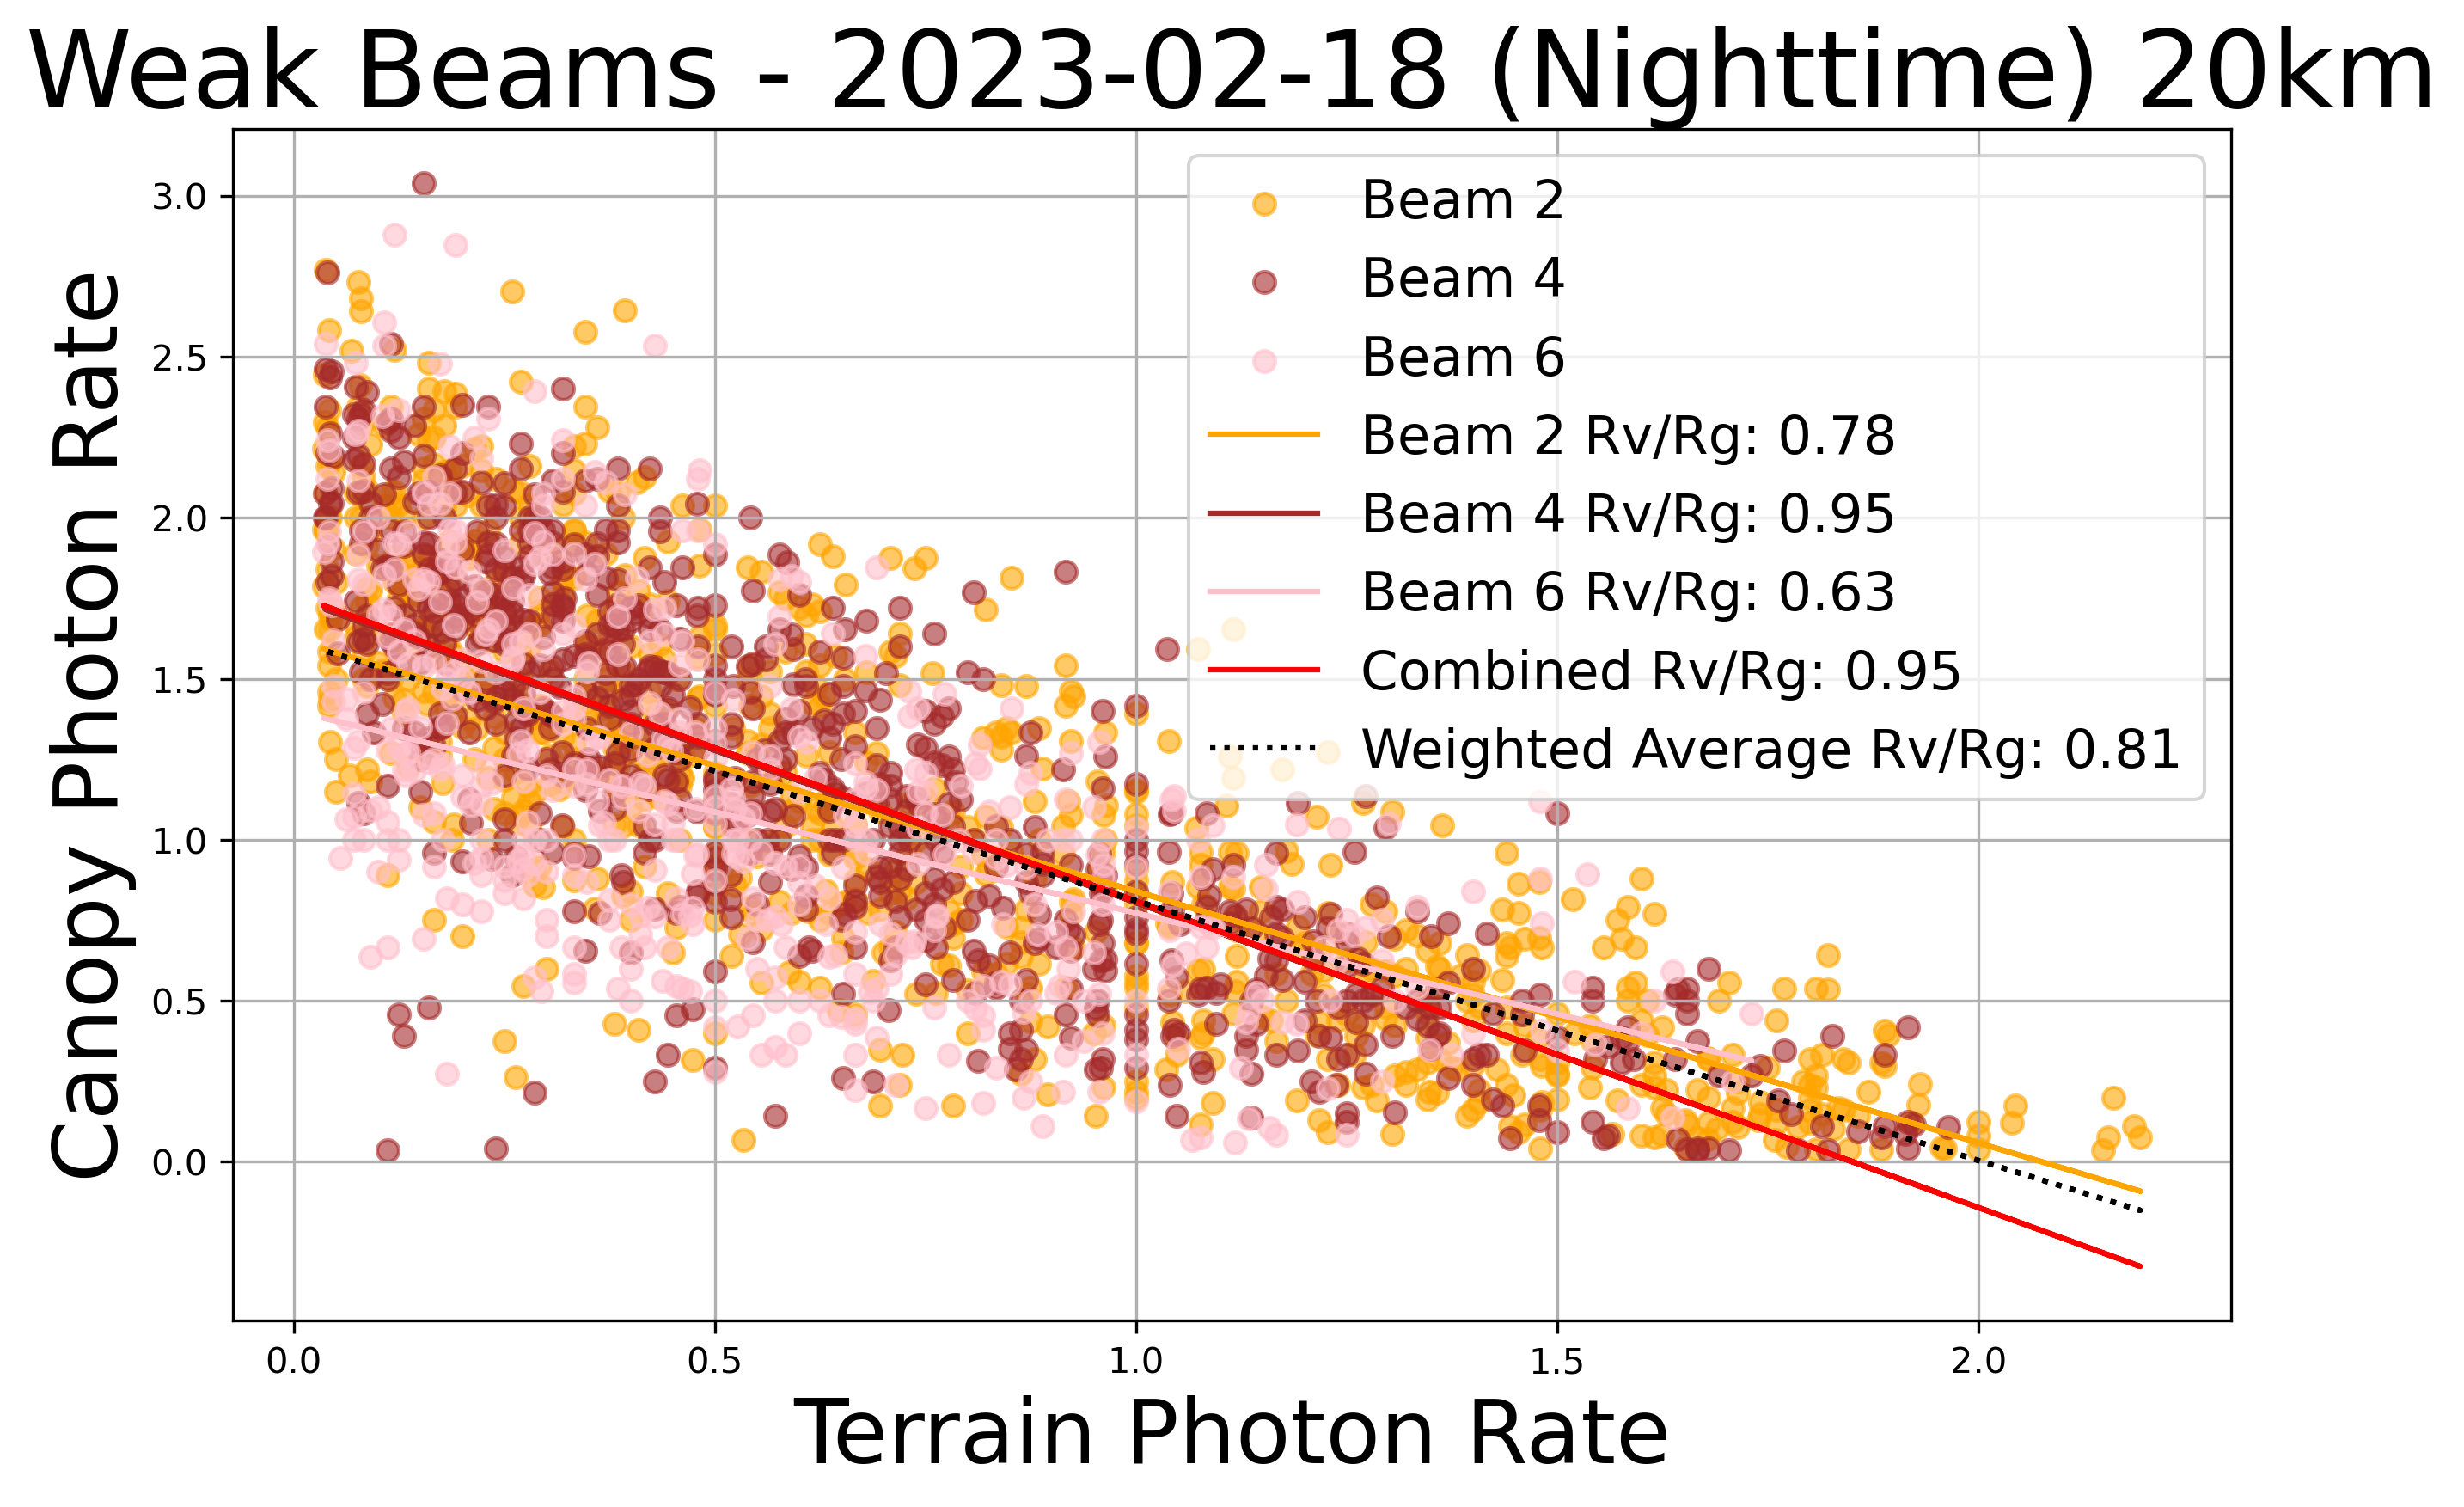 Weak Beams - 2023-02-18 (Nighttime) 20km
Canopy Photon Rate
3.0
2.5
2.0
1.5
1.0
0.5
0.0
Beam 2
Beam 4
Beam 6
Beam 2 Rv/Rg: 0.78
Beam 4 Rv/Rg: 0.95
Beam 6 Rv/Rg: 0.63
Combined Rv/Rg: 0.95
Weighted Average Rv/Rg: 0.81
0.0 0.5 1.0 1.5 2.0
Terrain Photon Rate